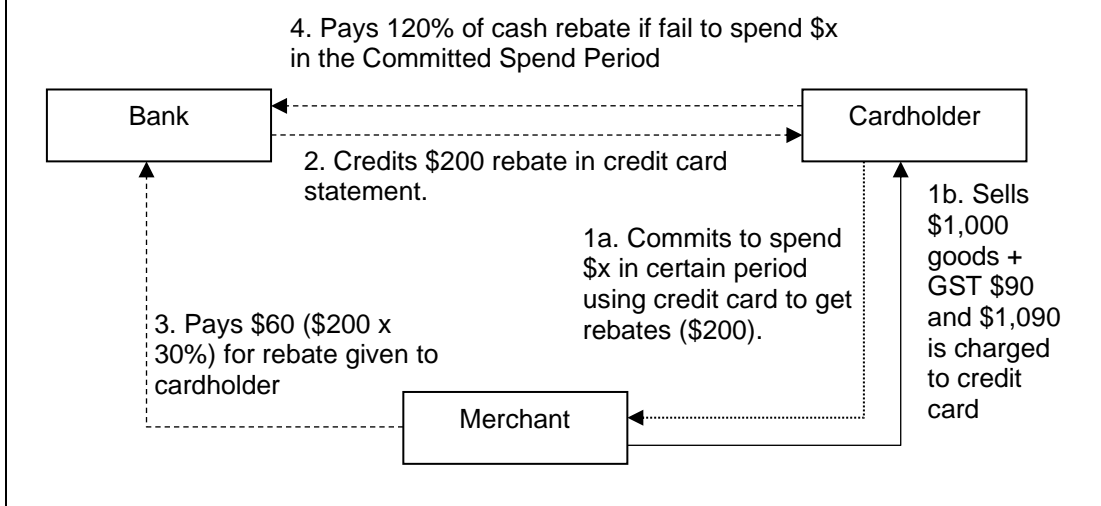 4. Pays 120% of cash rebate if fail to spend $x
in the Committed Spend Period
Bank
Cardholder
2. Credits $200 rebate in credit card
statement.
1b. Sells
$1,000
goods +
GST $90
and $1,090
is charged
to credit
card
1a. Commits to spend
$x in certain period
using credit card to get
rebates ($200).
3. Pays $60 ($200 x
30%) for rebate given to
cardholder
Merchant